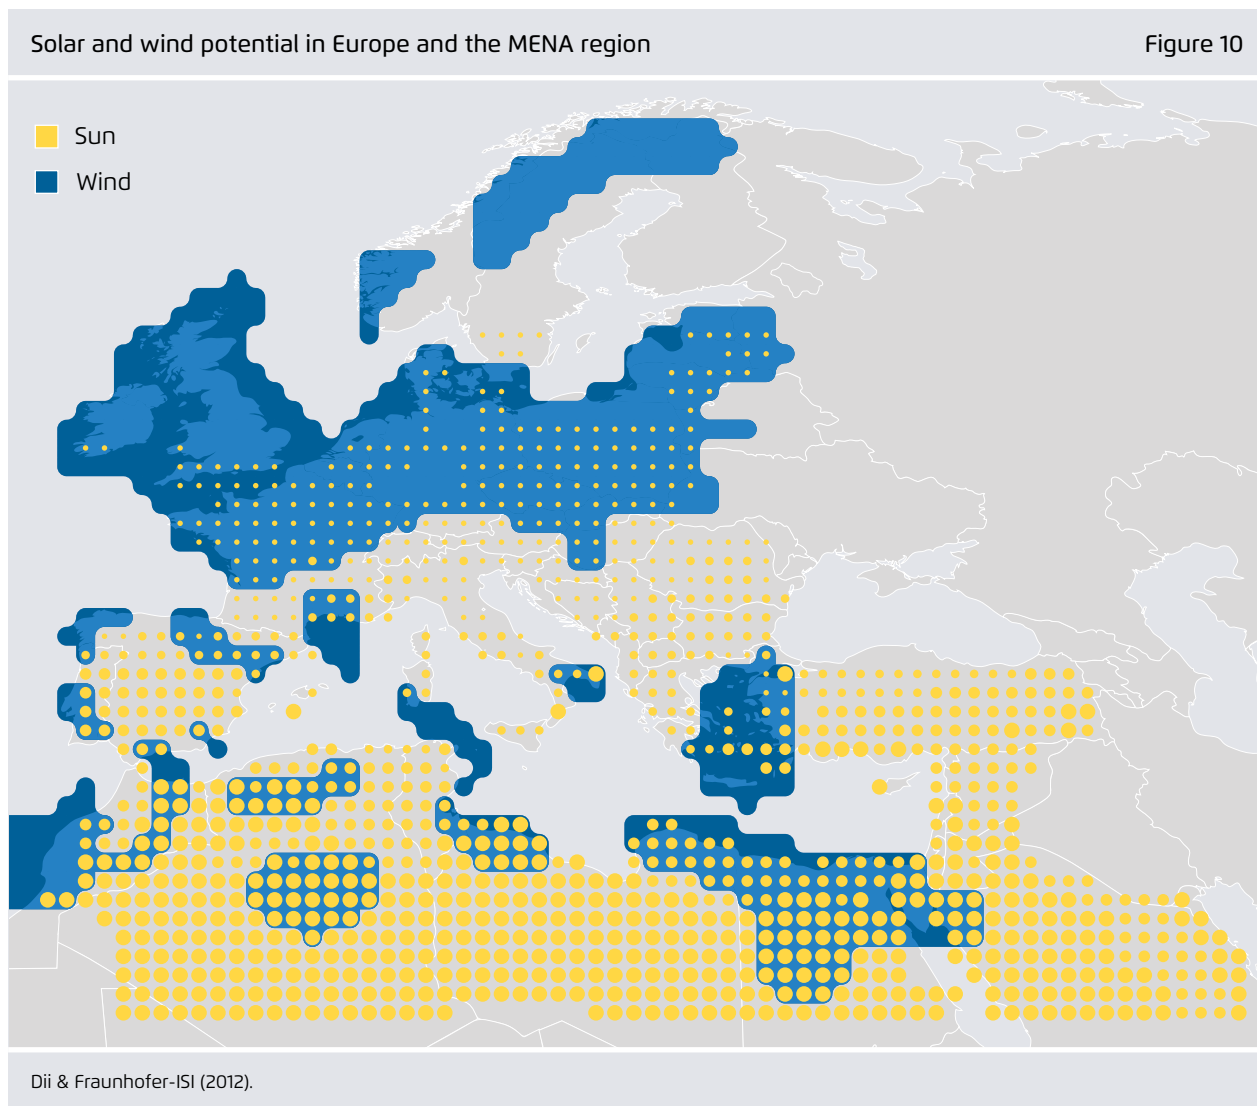 Solar and wind potential in Europe and the MENA region
Figure 10
Sun
Wind
Dii & Fraunhofer-ISI (2012).